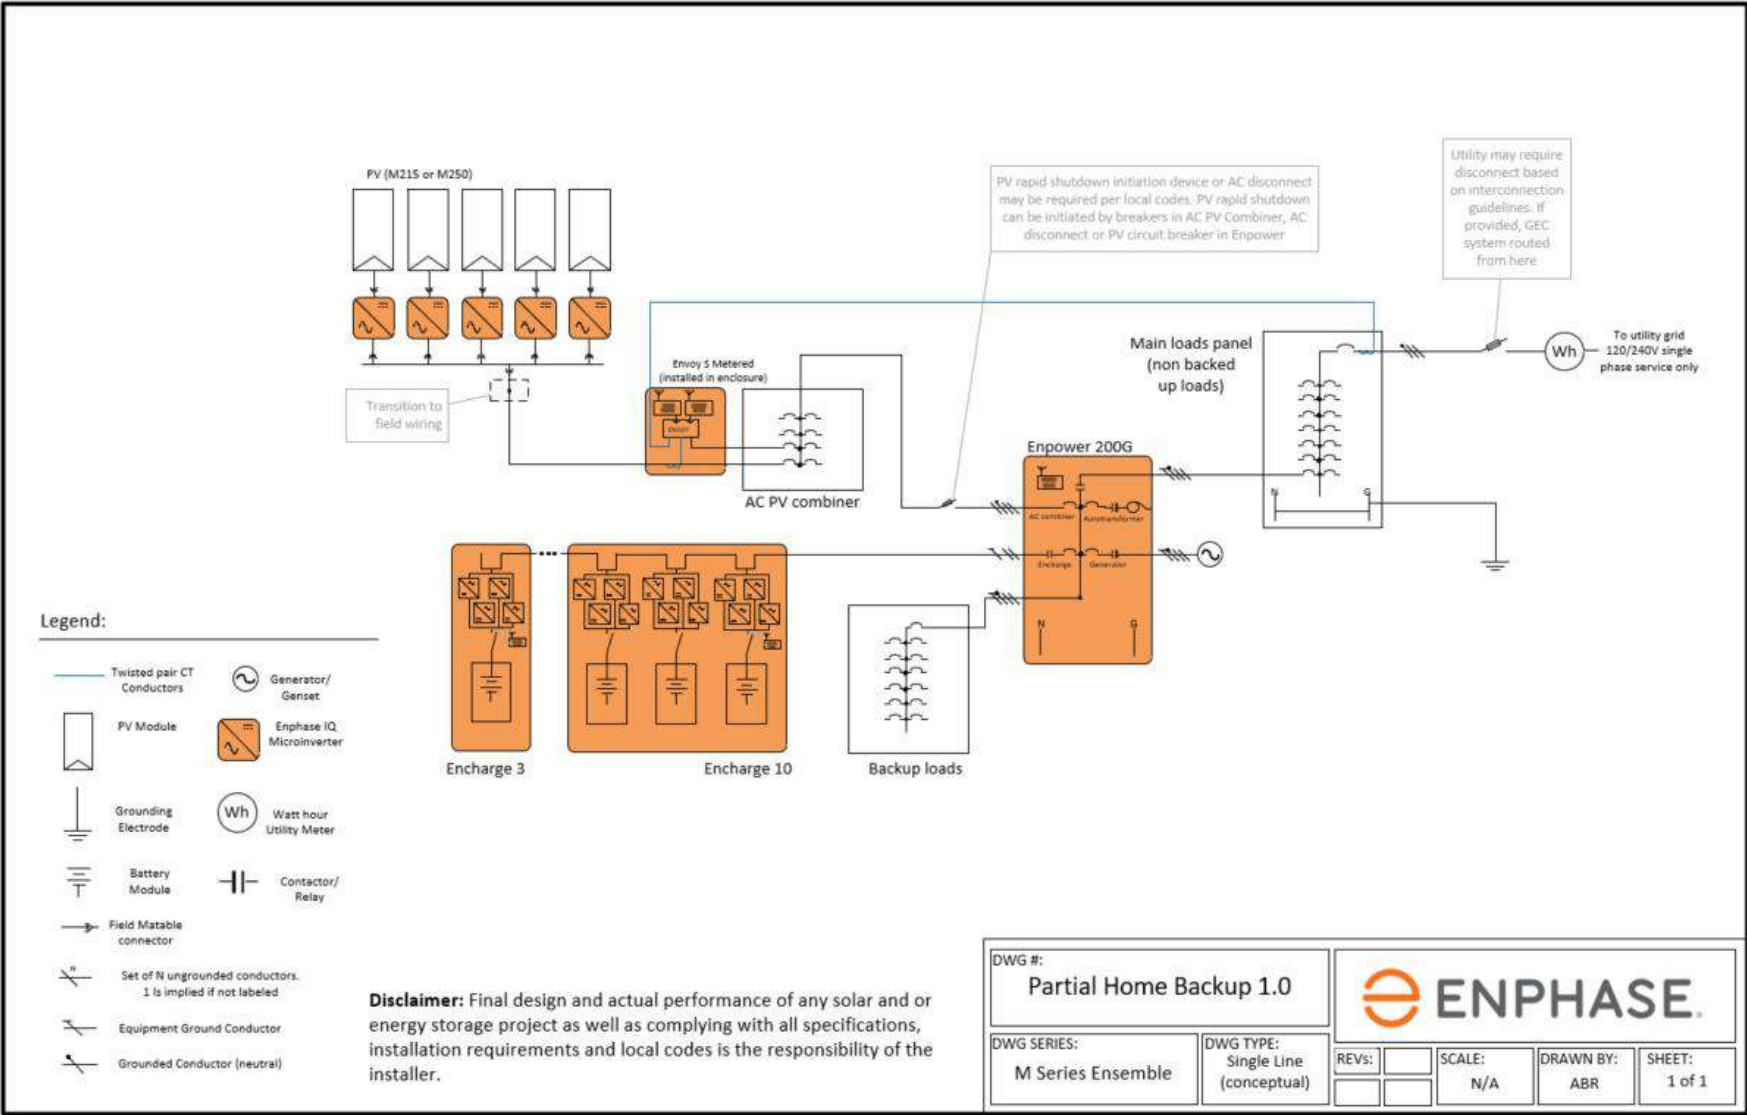 PV (M215 or M250)
PV rapid shutdown initiation device or AC disconnect
may be required per local codes. PV rapid shutdown
can be initiated by breakers in AC PV Combiner, AC
disconnect or PV circuit breaker in Enpower
Utility may require
disconnect based
on interconnection
guidelines. If
provided, GEC
system routed
from here
Main loads panel
(non backed
up loads)
Wh
To utility grid
120/240V single
phase service only
Envoy S Metered
(installed in enclosure)
ENVOY
Transition to
field wiring
AC PV combiner
Enpower 200G
AC combiner
Autotransformer
Encharge
Generator
N
G
N
G
Encharge 3
Encharge 10
Backup loads
Legend:
Twisted pair CT
Conductors
Generator/
Genset
PV Module
Enphase IQ
Microinverter
Grounding
Electrode
Wh
Watt hour
Utility Meter
Battery
Module
Contactor/
Relay
Field Matable
connector
N
Set of N ungrounded conductors.
1 Is implied if not labeled
Equipment Ground Conductor
Grounded Conductor (neutral)
Disclaimer: Final design and actual performance of any solar and or
energy storage project as well as complying with all specifications,
installation requirements and local codes is the responsibility of the
installer.
DWG #:
Partial Home Backup 1.0
ENPHASE.
DWG SERIES:
M Series Ensemble
DWG TYPE:
Single Line
(conceptual)
REVs:
SCALE:
N/A
DRAWN BY:
ABR
SHEET:
1 of 1